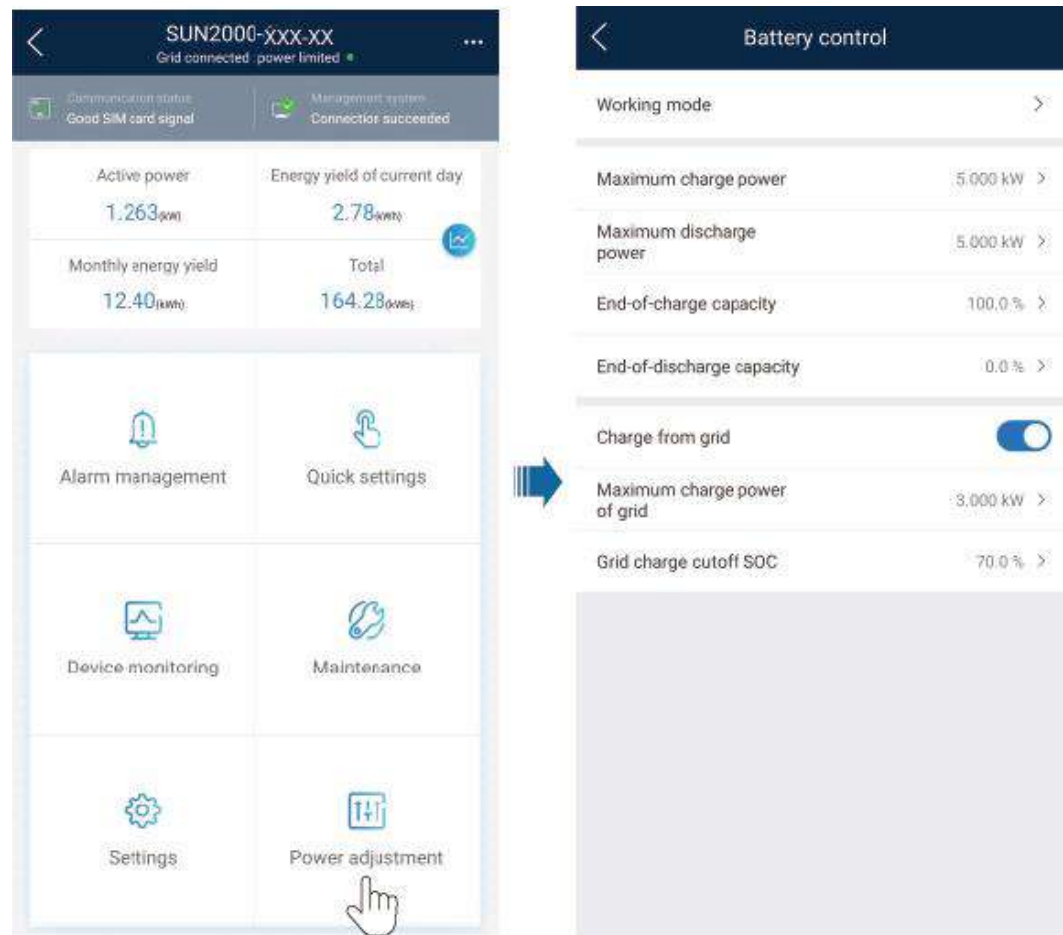 SUN2000-XXX-XX
Grid connected power limited
Communication status
Good SIM card signal
Management system
Connection succeeded
Active power
1.263(kW)
Energy yield of current day
2.78(kWh)
Monthly energy yield
12.40(kWh)
Total
164.28(kWh)
Alarm management
Quick settings
Device monitoring
Maintenance
Settings
Power adjustment
Battery control
Working mode
Maximum charge power
5.000 kW
Maximum discharge
power
5.000 kW
End-of-charge capacity
100.0 %
End-of-discharge capacity
0.0 %
Charge from grid
Maximum charge power
of grid
3.000 kW
Grid charge cutoff SOC
70.0 %